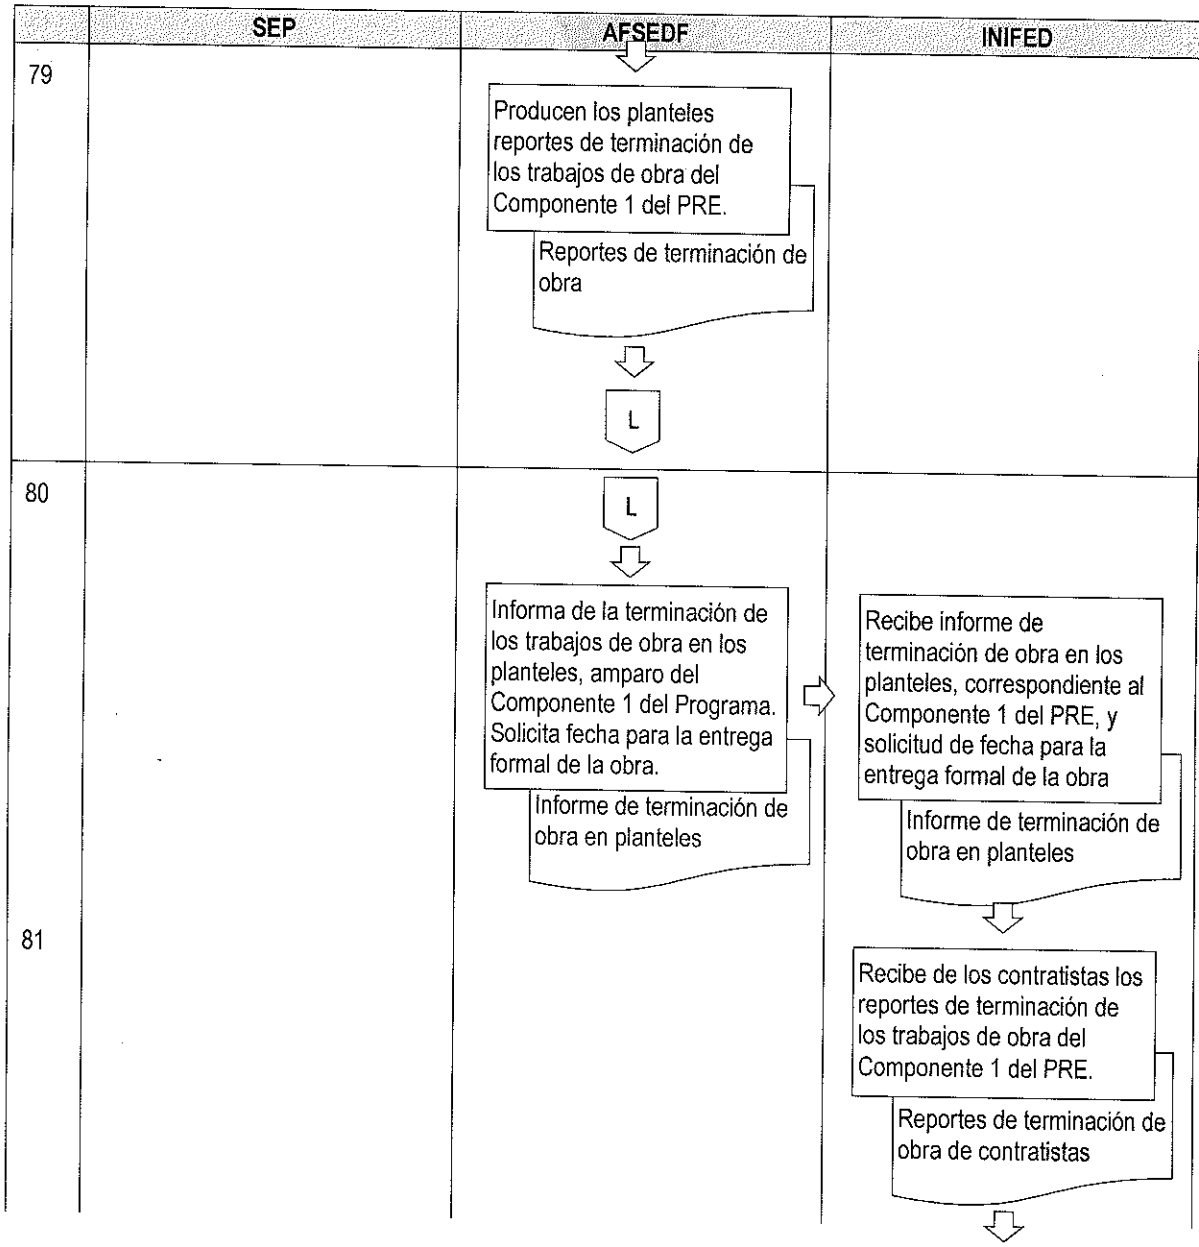 SEP
AFSEDF
INIFED
79
Producen los planteles
reportes de terminación de
los trabajos de obra del
Componente 1 del PRE.
Reportes de terminación de
obra
L
80
L
Informa de la terminación de
los trabajos de obra en los
planteles, amparo del
Componente 1 del Programa.
Solicita fecha para la entrega
formal de la obra.
Informe de terminación de
obra en planteles
Recibe informe de
terminación de obra en los
planteles, correspondiente al
Componente 1 del PRE, y
solicitud de fecha para la
entrega formal de la obra
Informe de terminación de
obra en planteles
81
Recibe de los contratistas los
reportes de terminación de
los trabajos de obra del
Componente 1 del PRE.
Reportes de terminación de
obra de contratistas